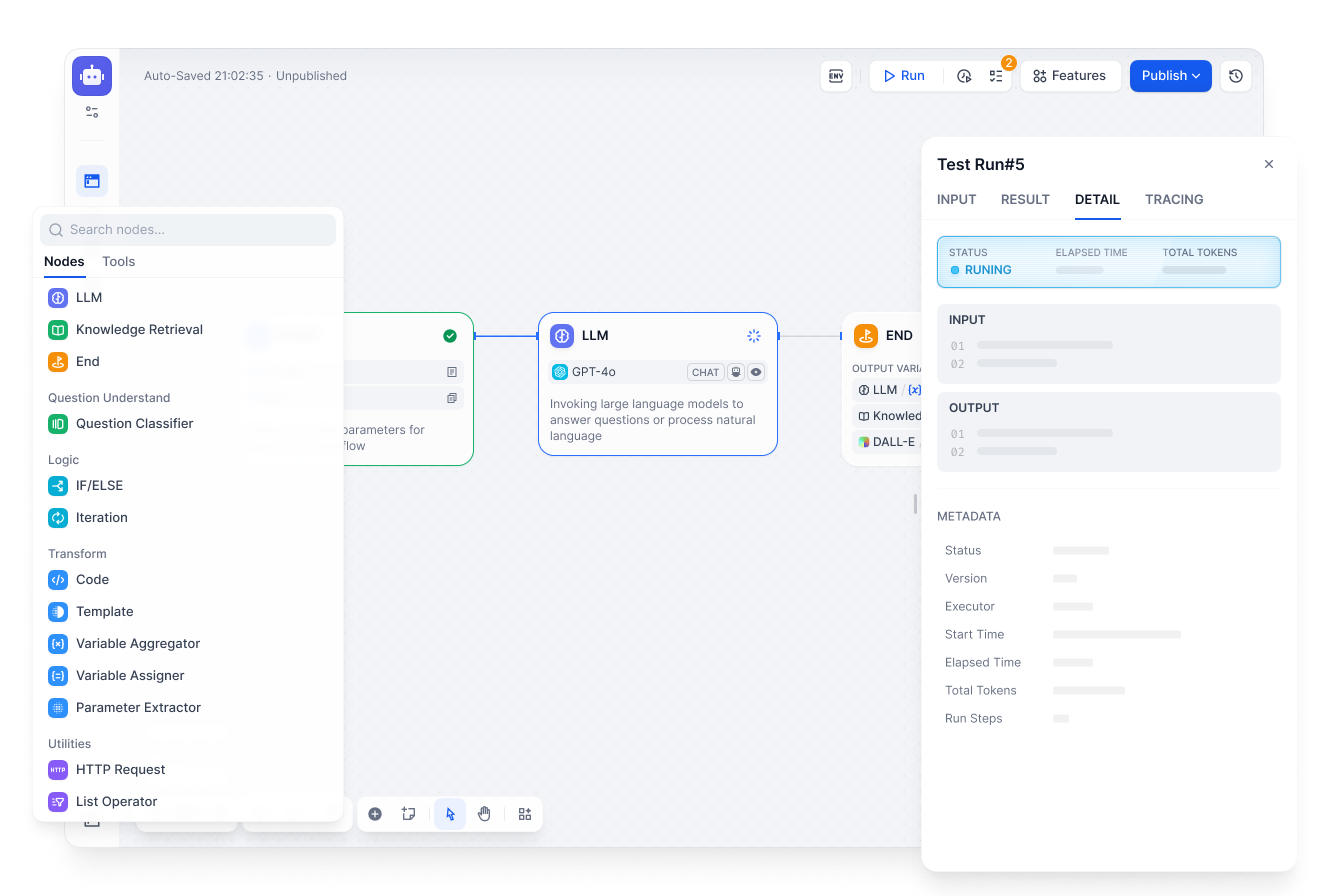 Auto-Saved 21:02:35 · Unpublished
ENV
Run
2
Features
Publish
Search nodes...
Nodes
Tools
LLM
Knowledge Retrieval
End
Question Understand
Question Classifier
Logic
IF/ELSE
Iteration
Transform
Code
Template
Variable Aggregator
Variable Assigner
Parameter Extractor
Utilities
HTTP
HTTP Request
List Operator
parameters for
flow
LLM
GPT-4o
CHAT
Invoking large language models to
answer questions or process natural
language
END
OUTPUT VARIA
LLM / {x}
Knowled
DALL-E
Test Run#5
INPUT
RESULT
DETAIL
TRACING
STATUS
ELAPSED TIME
TOTAL TOKENS
RUNING
INPUT
01
02
OUTPUT
01
02
METADATA
Status
Version
Executor
Start Time
Elapsed Time
Total Tokens
Run Steps